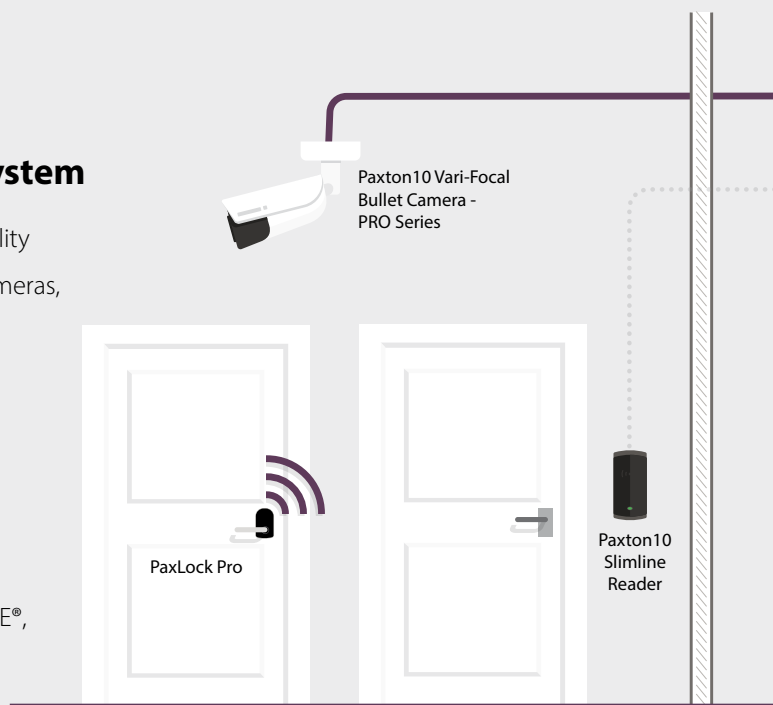 ystem
lity
meras,
E®,
Paxton10 Vari-Focal
Bullet Camera -
PRO Series
PaxLock Pro
Paxton10
Slimline
Reader